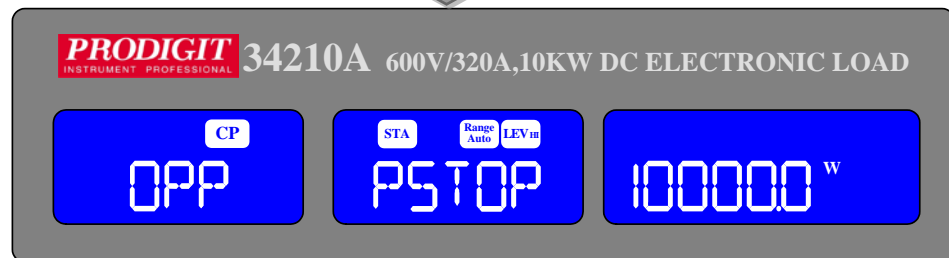 PRODIGIT
INSTRUMENT PROFESSIONAL
34210A 600V/320A,10KW DC ELECTRONIC LOAD
CP
OPP
STA Range Auto LEV HI
PSTOP
10000.0 W